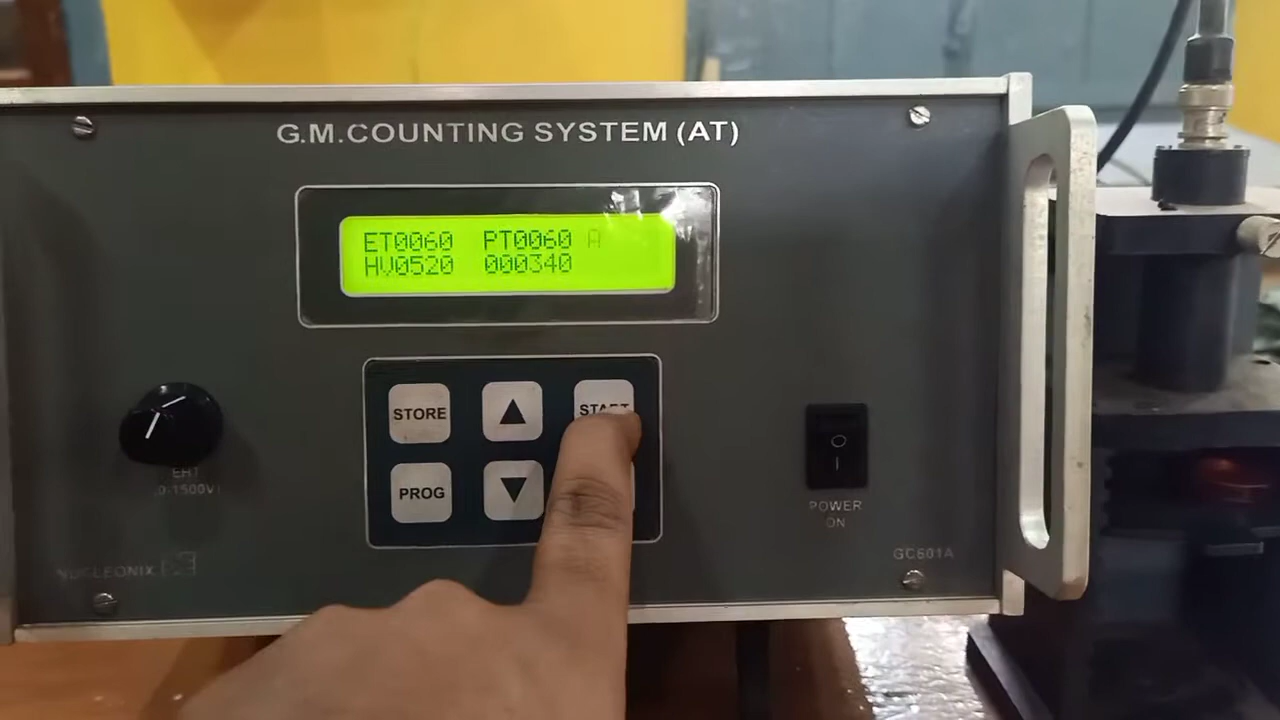 G.M.COUNTING SYSTEM (AT)
ET0060 PT0060 A
HV0520 000340
STORE
START
PROG
EHT
(0-1500V)
POWER
ON
NUCLEONIX
GC601A